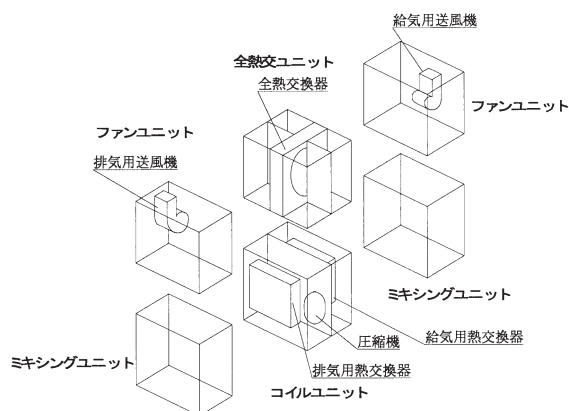 給気用送風機
全熱交ユニット
全熱交換器
ファンユニット
ファンユニット
排気用送風機
ミキシングユニット
給気用熱交換器
圧縮機
ミキシングユニット
排気用熱交換器
コイルユニット